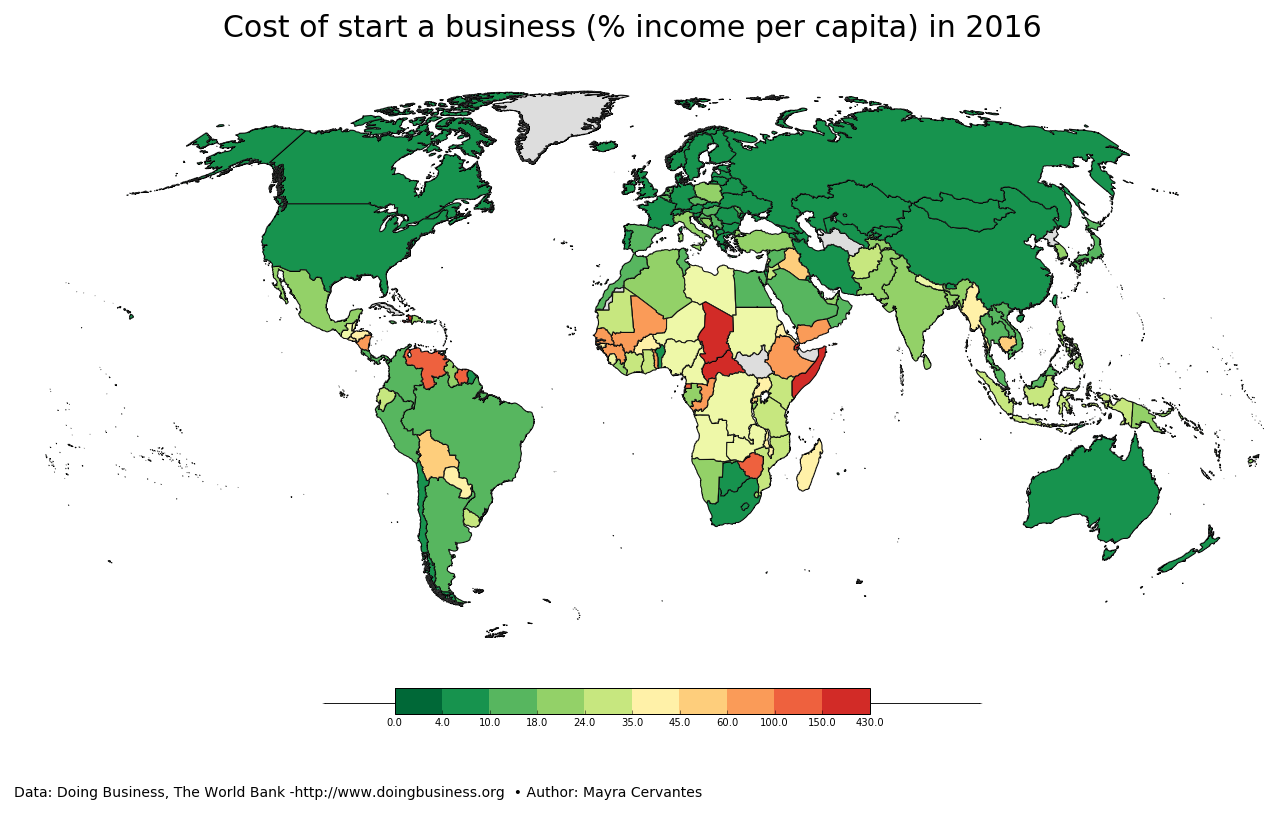 Cost of start a business (% income per capita) in 2016
0.0 4.0 10.0 18.0 24.0 35.0 45.0 60.0 100.0 150.0 430.0
Data: Doing Business, The World Bank -http://www.doingbusiness.org • Author: Mayra Cervantes